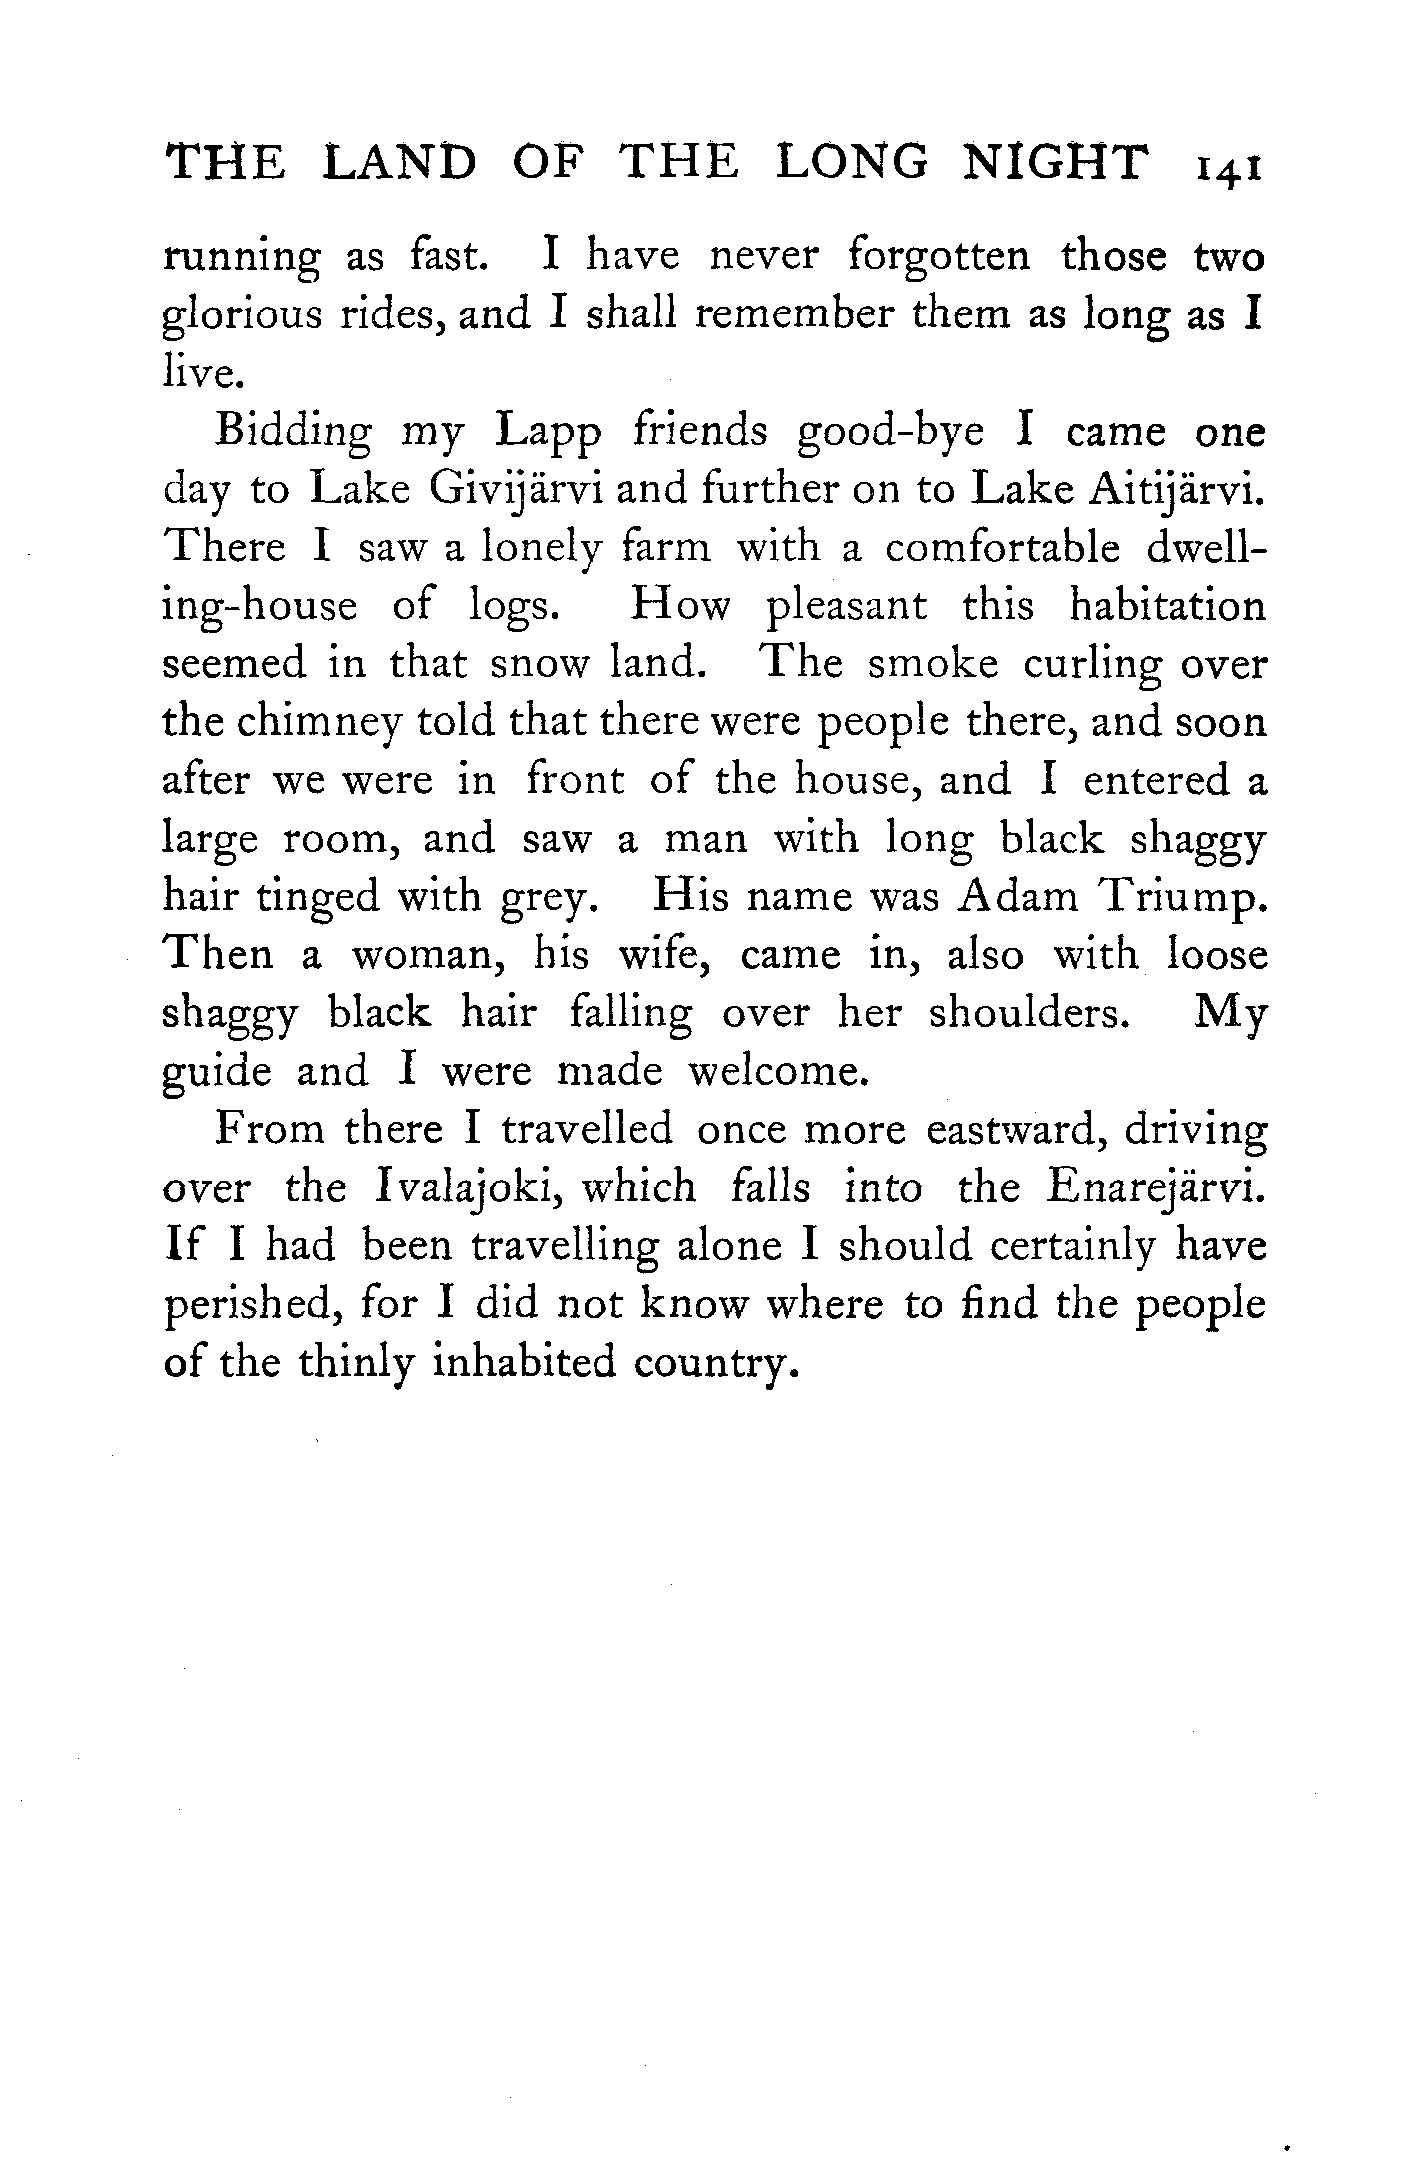 THE LAND OF THE LONG NIGHT 141
running as fast. I have never forgotten those two
glorious rides, and I shall remember them as long as I
live.
Bidding my Lapp friends good-bye I came one
day to Lake Givijärvi and further on to Lake Aitijärvi.
There I saw a lonely farm with a comfortable dwell-
ing-house of logs. How pleasant this habitation
seemed in that snow land. The smoke curling over
the chimney told that there were people there, and soon
after we were in front of the house, and I entered a
large room, and saw a man with long black shaggy
hair tinged with grey. His name was Adam Triump.
Then a woman, his wife, came in, also with loose
shaggy black hair falling over her shoulders. My
guide and I were made welcome.
From there I travelled once more eastward, driving
over the Ivalajoki, which falls into the Enarejärvi.
If I had been travelling alone I should certainly have
perished, for I did not know where to find the people
of the thinly inhabited country.